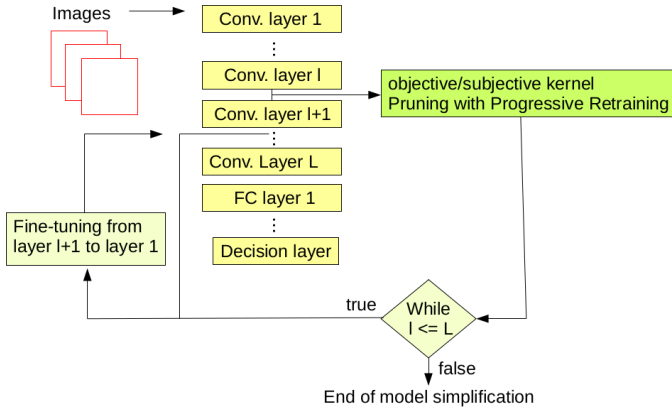 Images
Conv. layer 1
⋮
Conv. layer l
objective/subjective kernel
Pruning with Progressive Retraining
Conv. layer l+1
⋮
Conv. Layer L
FC layer 1
⋮
Decision layer
Fine-tuning from
layer l+1 to layer 1
true
While
l <= L
false
End of model simplification